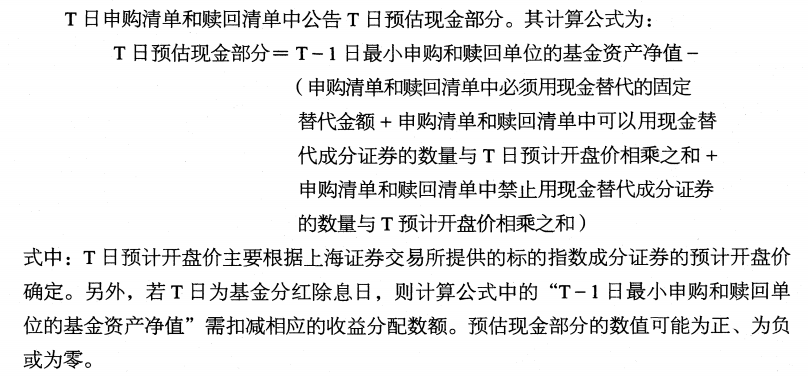 T日申购清单和赎回清单中公告T日预估现金部分。其计算公式为：
T日预估现金部分＝T－1日最小申购和赎回单位的基金资产净值－
（申购清单和赎回清单中必须用现金替代的固定
替代金额＋申购清单和赎回清单中可以用现金替
代成分证券的数量与T日预计开盘价相乘之和＋
申购清单和赎回清单中禁止用现金替代成分证券
的数量与T预计开盘价相乘之和）
式中：T日预计开盘价主要根据上海证券交易所提供的标的指数成分证券的预计开盘价
确定。另外，若T日为基金分红除息日，则计算公式中的“T－1日最小申购和赎回单
位的基金资产净值”需扣减相应的收益分配数额。预估现金部分的数值可能为正、为负
或为零。